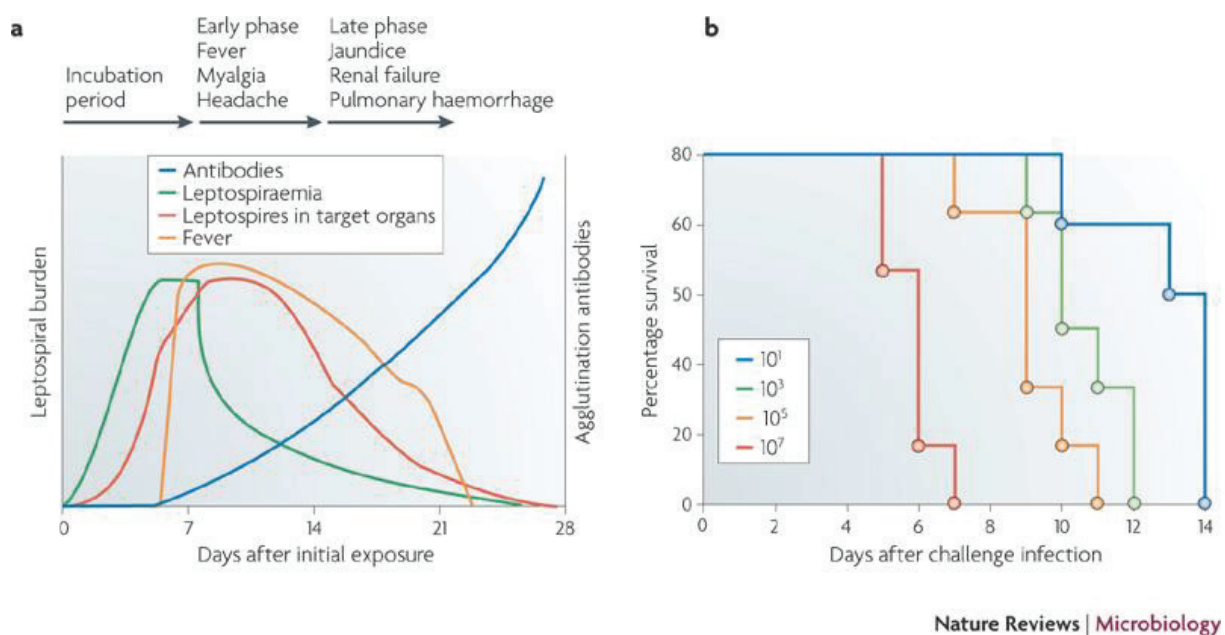 a
Incubation
period
Early phase
Fever
Myalgia
Headache
Late phase
Jaundice
Renal failure
Pulmonary haemorrhage
Antibodies
Leptospiraemia
Leptospires in target organs
Fever
Leptospiral burden
Agglutination antibodies
0 7 14 21 28
Days after initial exposure
b
80
60
50
40
20
0
Percentage survival
10¹
10³
10⁵
10⁷
0 2 4 6 8 10 12 14
Days after challenge infection
Nature Reviews | Microbiology